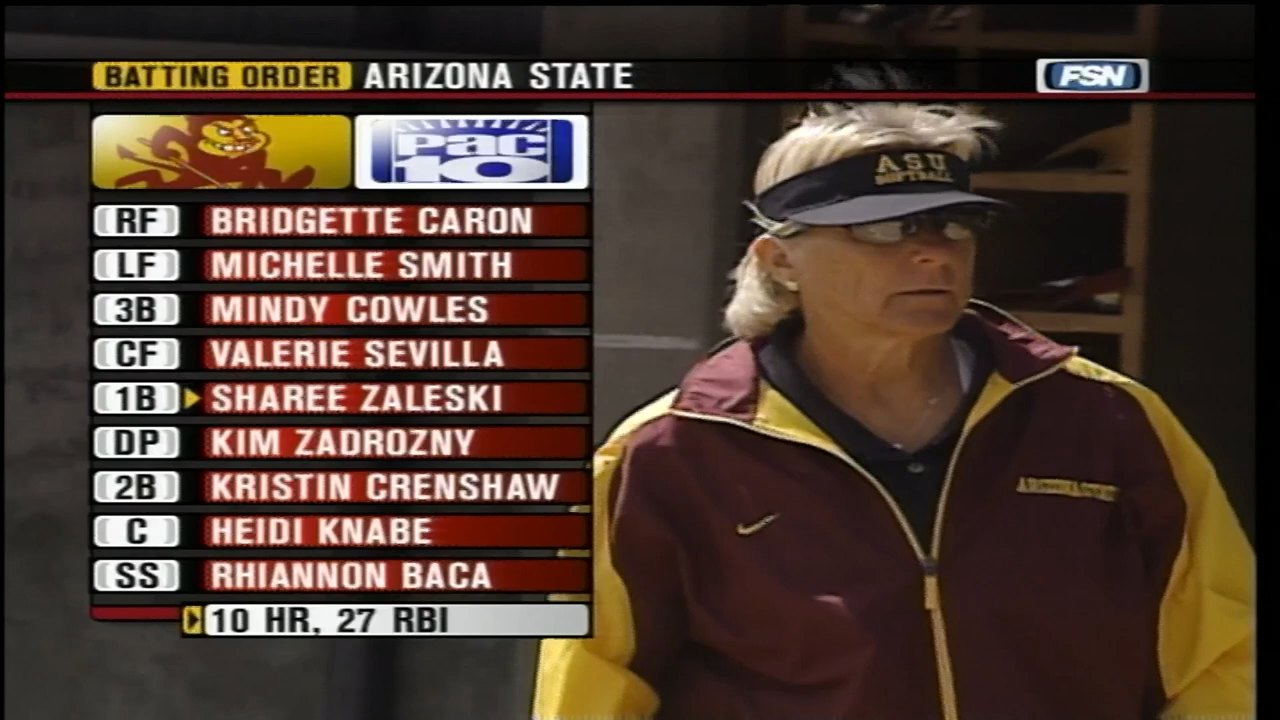 BATTING ORDER ARIZONA STATE
FSN
PAC 10
RF BRIDGETTE CARON
LF MICHELLE SMITH
3B MINDY COWLES
CF VALERIE SEVILLA
1B SHAREE ZALESKI
DP KIM ZADROZNY
2B KRISTIN CRENSHAW
C HEIDI KNABE
SS RHIANNON BACA
10 HR, 27 RBI
ASU
SOFTBALL